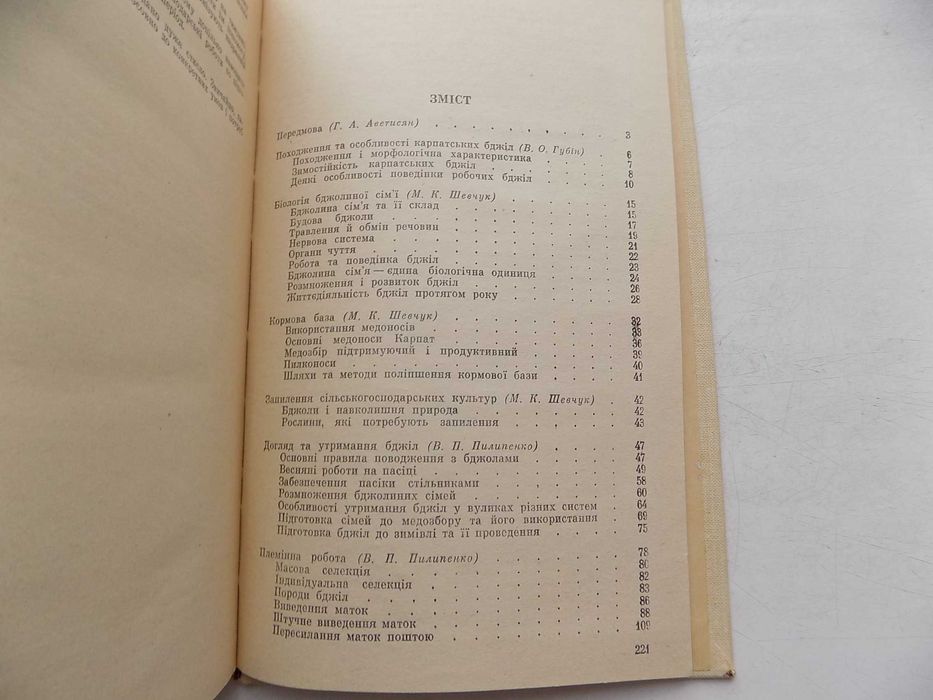 ЗМІСТ
Передмова (Г. А. Аветисян) . . . . . . . 3
Походження та особливості карпатських бджіл (В. О. Губін) . 6
Походження і морфологічна характеристика . . . . 7
Зимостійкість карпатських бджіл . . . . . . 8
Деякі особливості поведінки робочих бджіл . . . . 10
Біологія бджолиної сім'ї (М. К. Шевчук) . . . . . 15
Бджолина сім'я та її склад . . . . . . . 15
Будова бджоли . . . . . . . . . 17
Травлення й обмін речовин . . . . . . . 19
Нервова система . . . . . . . . . 21
Органи чуття . . . . . . . . . 22
Робота та поведінка бджіл . . . . . . . 23
Бджолина сім'я — єдина біологічна одиниця . . . . 24
Розмноження і розвиток бджіл . . . . . . 26
Життєдіяльність бджіл протягом року . . . . . 28
Кормова база (М. К. Шевчук) . . . . . . . 32
Використання медоносів . . . . . . . 33
Основні медоноси Карпат . . . . . . . 36
Медозбір підтримуючий і продуктивний . . . . . 39
Пилконоси . . . . . . . . . . 40
Шляхи та методи поліпшення кормової бази . . . . 41
Запилення сільськогосподарських культур (М. К. Шевчук) . 42
Бджоли і навколишня природа . . . . . . 42
Рослини, які потребують запилення . . . . . 43
Догляд та утримання бджіл (В. П. Пилипенко) . . . . 47
Основні правила поводження з бджолами . . . . 47
Весняні роботи на пасіці . . . . . . . 49
Забезпечення пасіки стільниками . . . . . . 58
Розмноження бджолиних сімей . . . . . . 60
Особливості утримання бджіл у вуликах різних систем . 64
Підготовка сімей до медозбору та його використання . 69
Підготовка бджіл до зимівлі та її проведення . . . 75
Племінна робота (В. П. Пилипенко) . . . . . . 78
Масова селекція . . . . . . . . . 80
Індивідуальна селекція . . . . . . . . 82
Породи бджіл . . . . . . . . . 83
Виведення маток . . . . . . . . . 86
Штучне виведення маток . . . . . . . 88
Пересилання маток поштою . . . . . . . 109
221